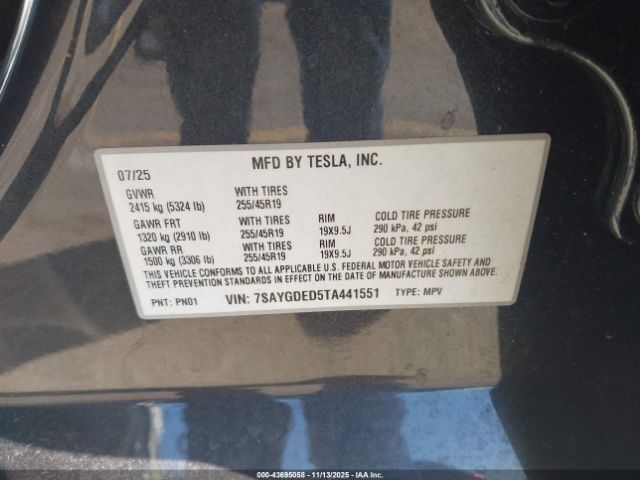 MFD BY TESLA, INC.
07/25
GVWR WITH TIRES
2415 kg (5324 lb) 255/45R19
GAWR FRT WITH TIRES RIM COLD TIRE PRESSURE
1320 kg (2910 lb) 255/45R19 19X9.5J 290 kPa, 42 psi
GAWR RR WITH TIRES RIM COLD TIRE PRESSURE
1500 kg (3306 lb) 255/45R19 19X9.5J 290 kPa, 42 psi
THIS VEHICLE CONFORMS TO ALL APPLICABLE U.S. FEDERAL MOTOR VEHICLE SAFETY AND
THEFT PREVENTION STANDARDS IN EFFECT ON THE DATE OF MANUFACTURE SHOWN ABOVE.
PNT: PN01 VIN: 7SAYGDED5TA441551 TYPE: MPV
000-43695058 - 11/13/2025 - IAAI.COM